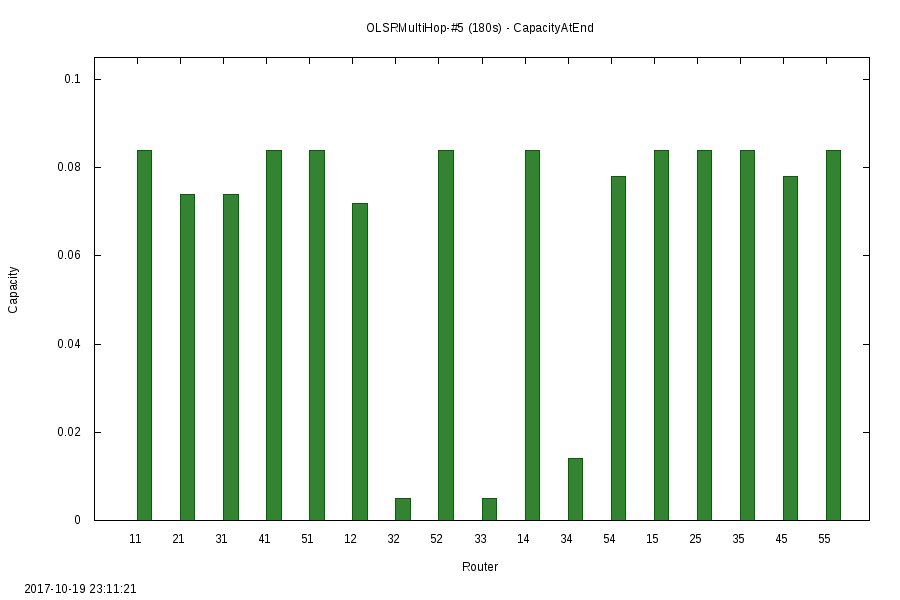 OLSRMultiHop-#5 (180s) - CapacityAtEnd
0.1
0.08
0.06
0.04
0.02
0
Capacity
11 21 31 41 51 12 32 52 33 14 34 54 15 25 35 45 55
Router
2017-10-19 23:11:21